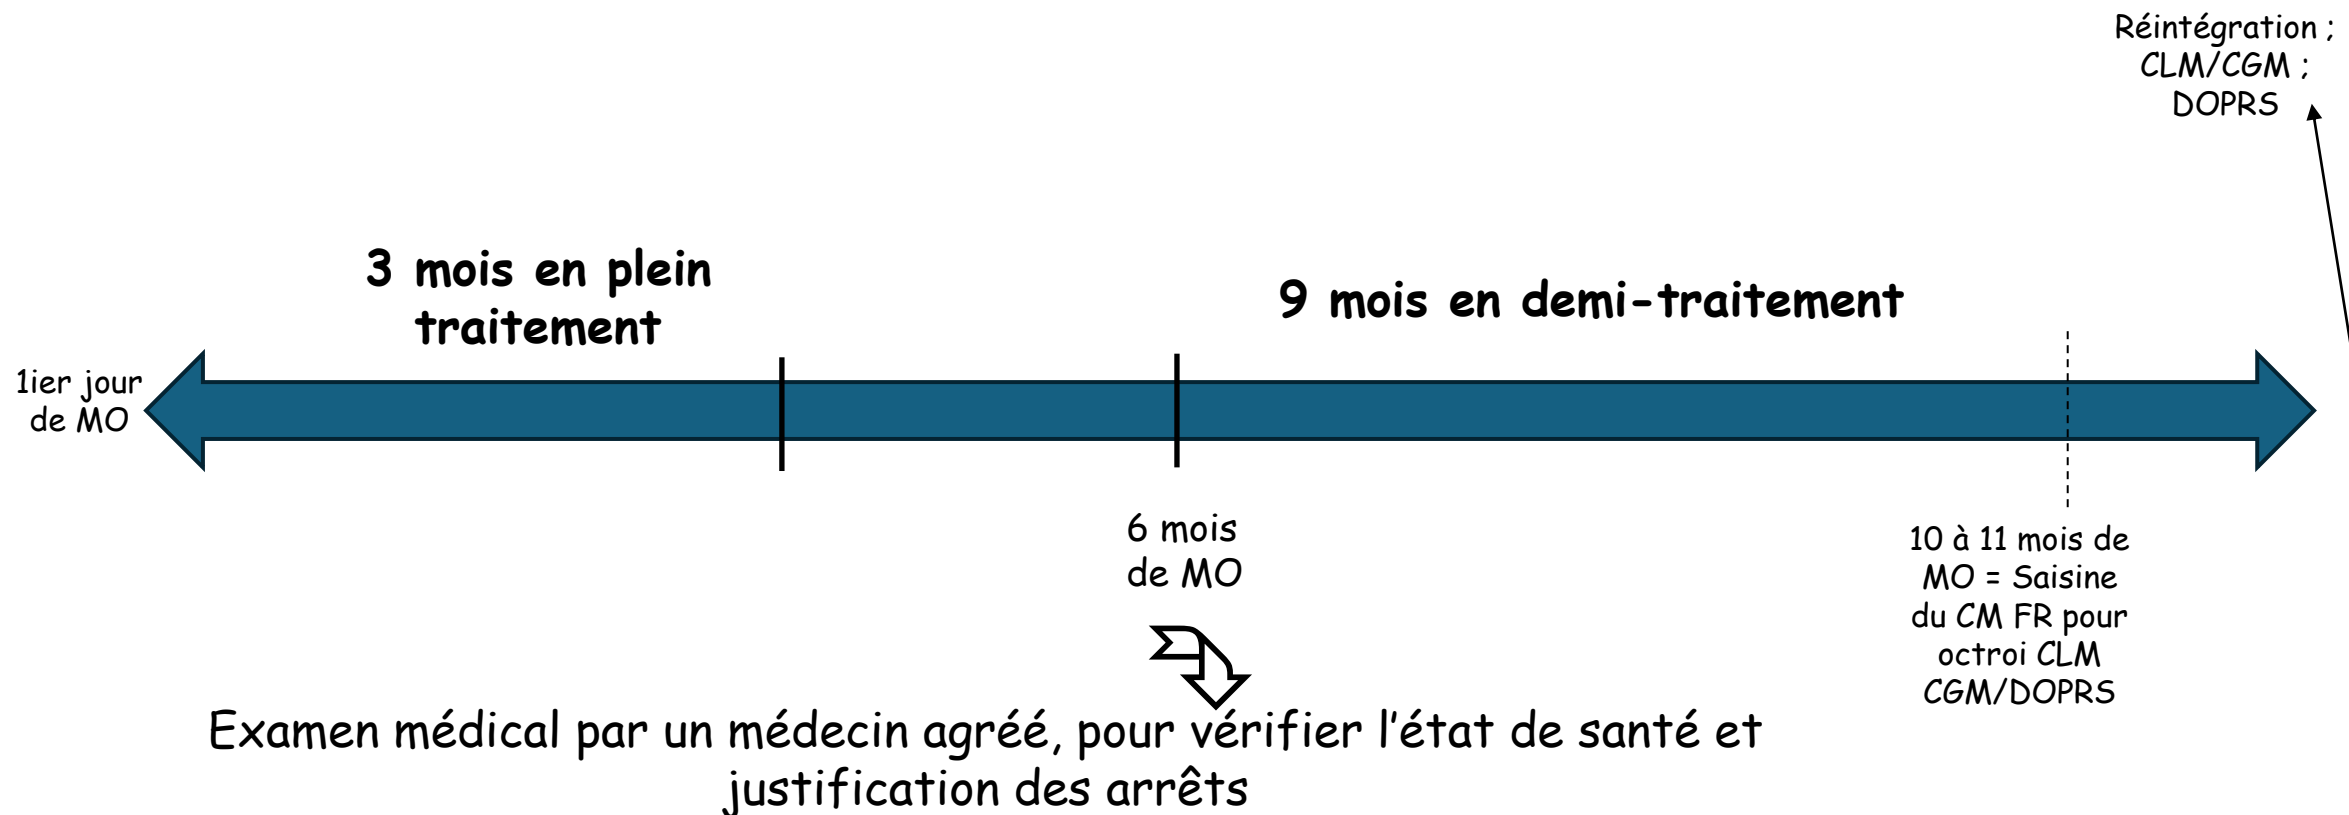 Réintégration ;
CLM/CGM ;
DOPRS
3 mois en plein
traitement
9 mois en demi-traitement
1ier jour
de MO
6 mois
de MO
10 à 11 mois de
MO = Saisine
du CM FR pour
octroi CLM
CGM/DOPRS
Examen médical par un médecin agréé, pour vérifier l’état de santé et
justification des arrêts